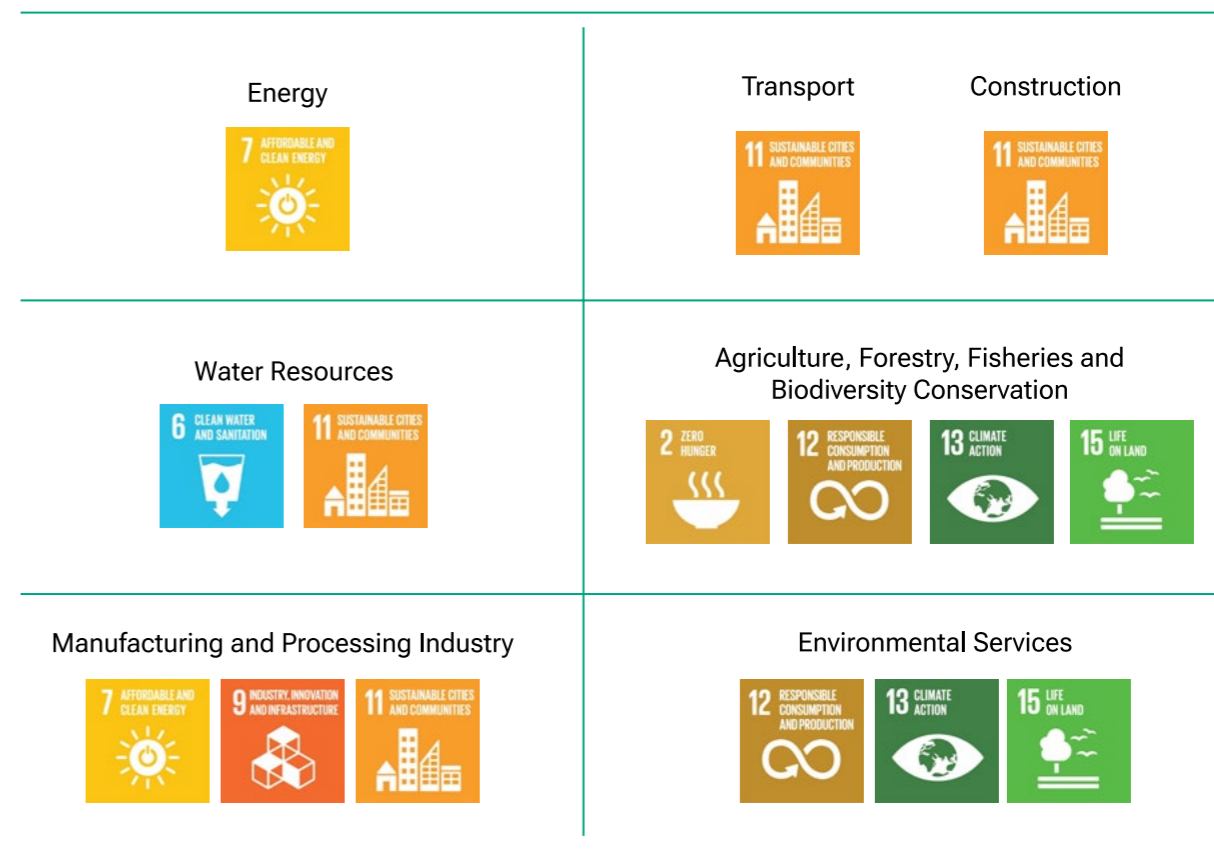 Energy
7 AFFORDABLE AND
CLEAN ENERGY
Transport
11 SUSTAINABLE CITIES
AND COMMUNITIES
Construction
11 SUSTAINABLE CITIES
AND COMMUNITIES
Water Resources
6 CLEAN WATER
AND SANITATION
11 SUSTAINABLE CITIES
AND COMMUNITIES
Agriculture, Forestry, Fisheries and
Biodiversity Conservation
2 ZERO
HUNGER
12 RESPONSIBLE
CONSUMPTION
AND PRODUCTION
13 CLIMATE
ACTION
15 LIFE
ON LAND
Manufacturing and Processing Industry
7 AFFORDABLE AND
CLEAN ENERGY
9 INDUSTRY, INNOVATION
AND INFRASTRUCTURE
11 SUSTAINABLE CITIES
AND COMMUNITIES
Environmental Services
12 RESPONSIBLE
CONSUMPTION
AND PRODUCTION
13 CLIMATE
ACTION
15 LIFE
ON LAND